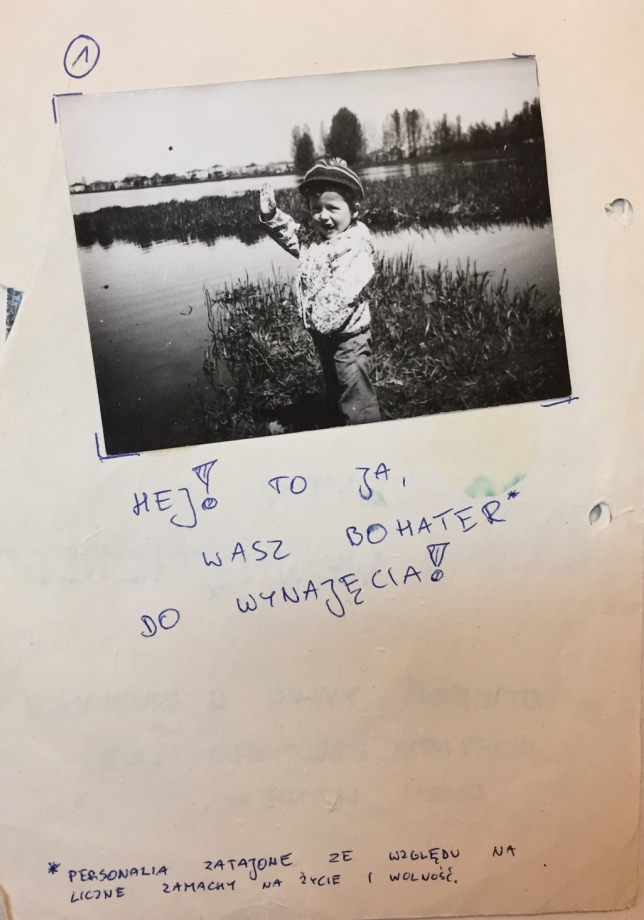 1
HEJ! TO JA,
WASZ BOHATER*
DO WYNAJĘCIA!
* PERSONALIA ZATAJONE ZE WZGLĘDU NA
LICZNE ZAMACHY NA ŻYCIE I WOLNOŚĆ.